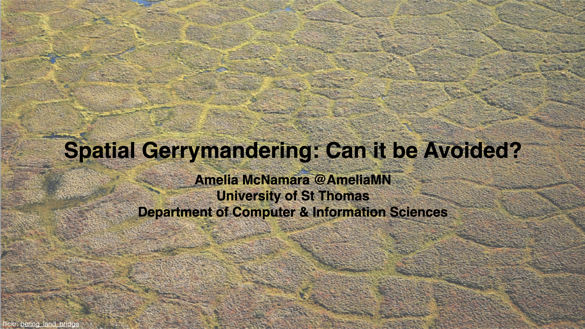 Spatial Gerrymandering: Can it be Avoided?
Amelia McNamara @AmeliaMN
University of St Thomas
Department of Computer & Information Sciences
flickr: bering_land_bridge